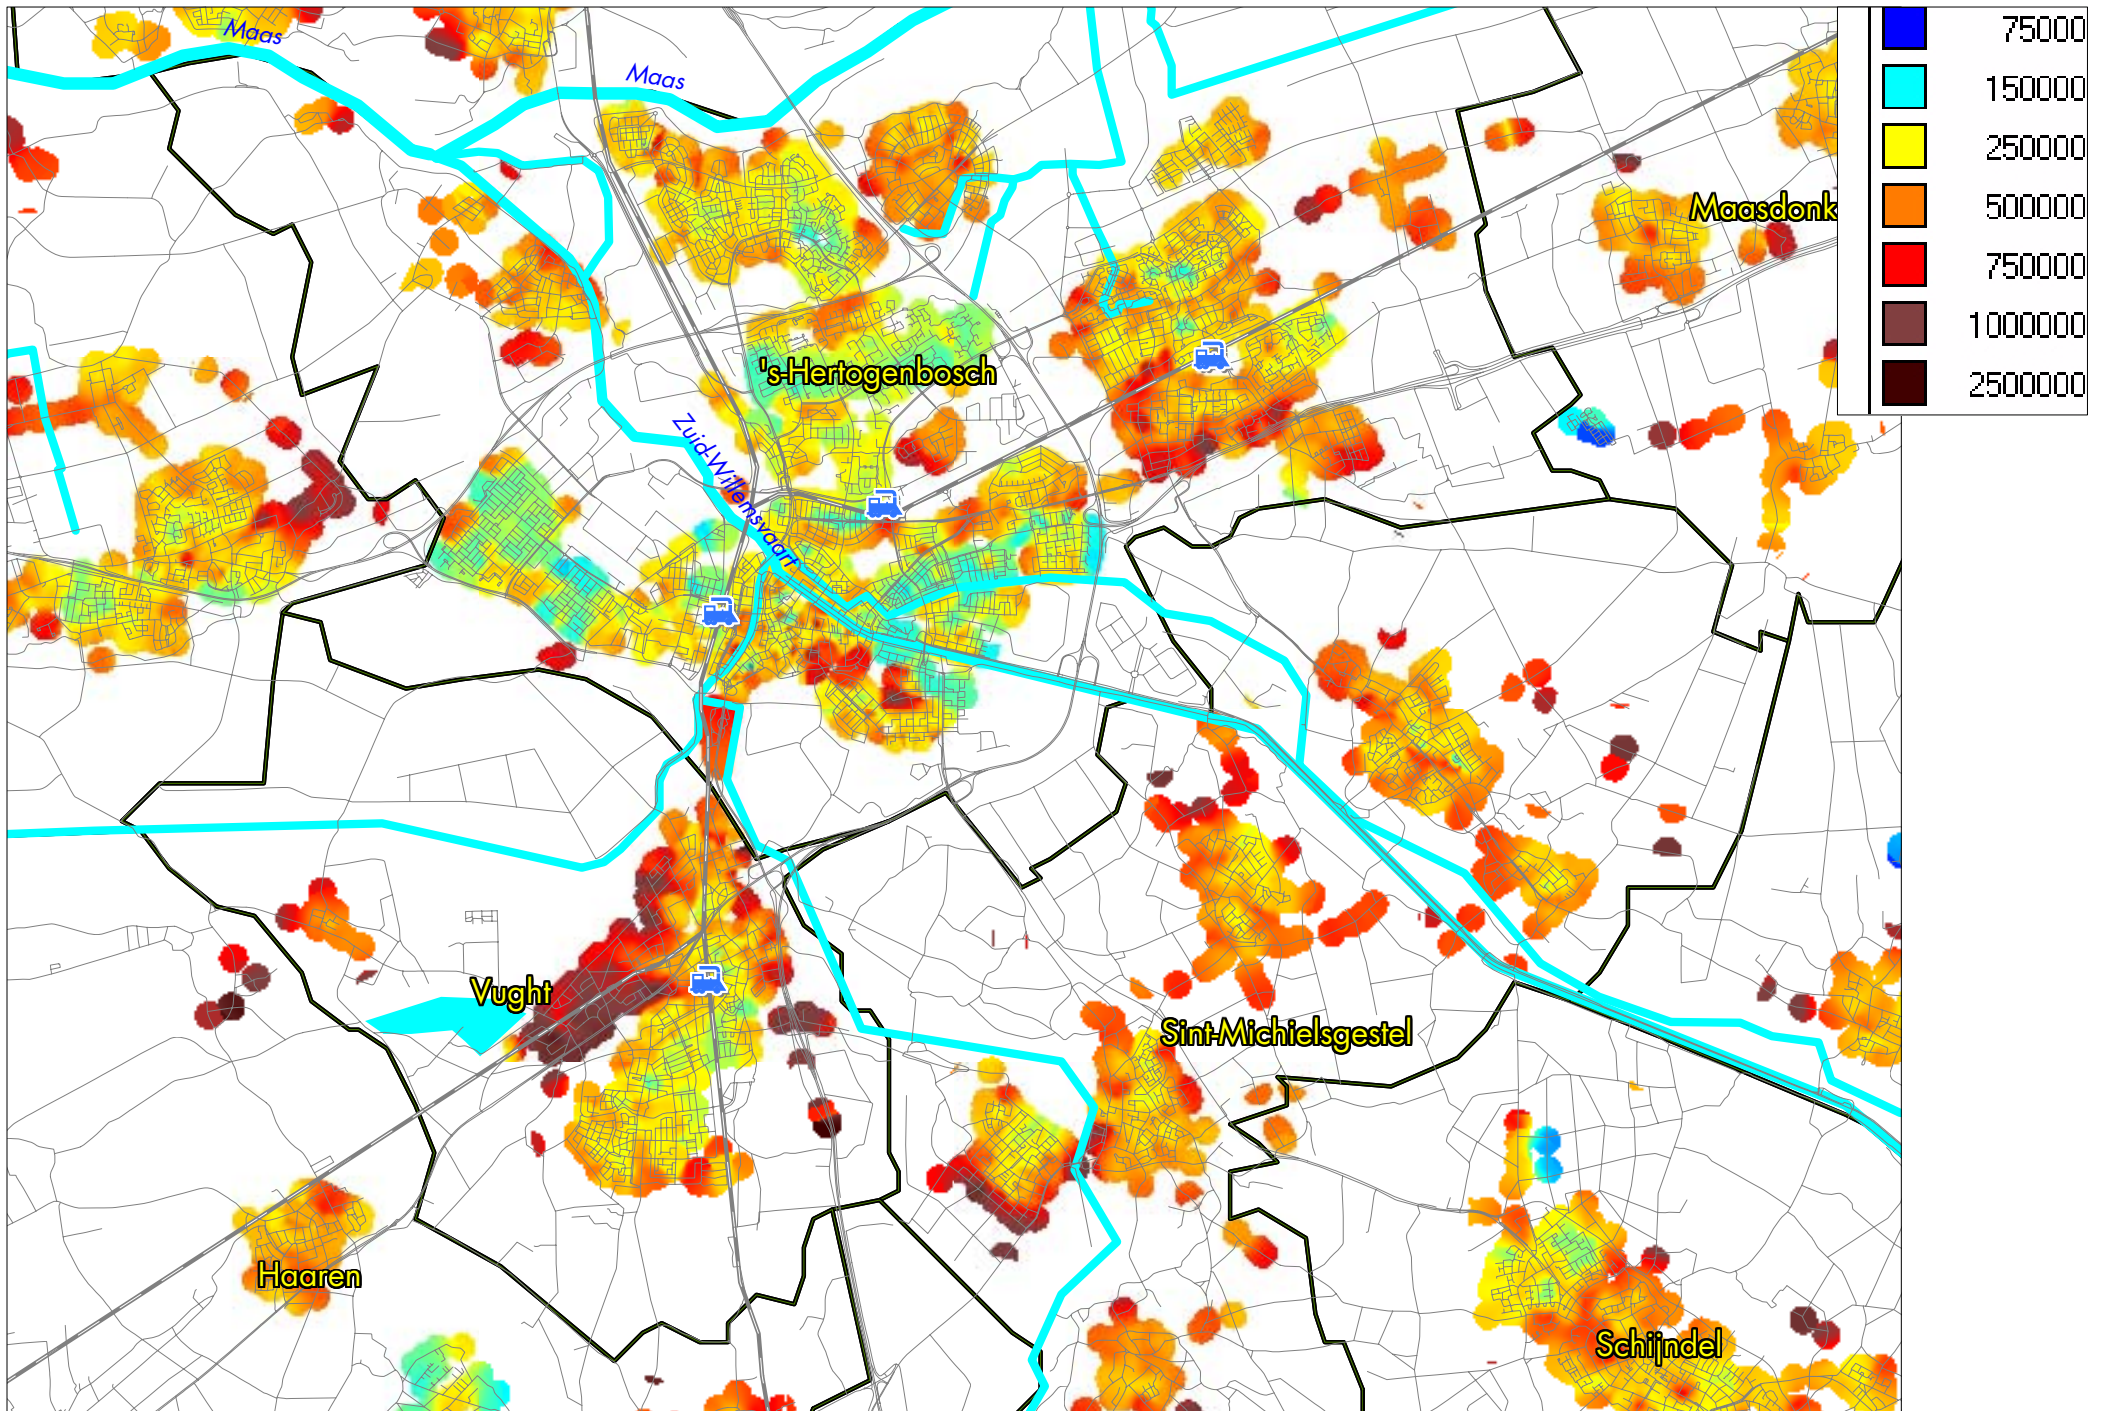 Maas
75000
Maas
150000
250000
Maasdonk
500000
750000
1000000
's-Hertogenbosch
2500000
Zuid-Willemsvaart
Vught
Sint-Michielsgestel
Haaren
Schijndel